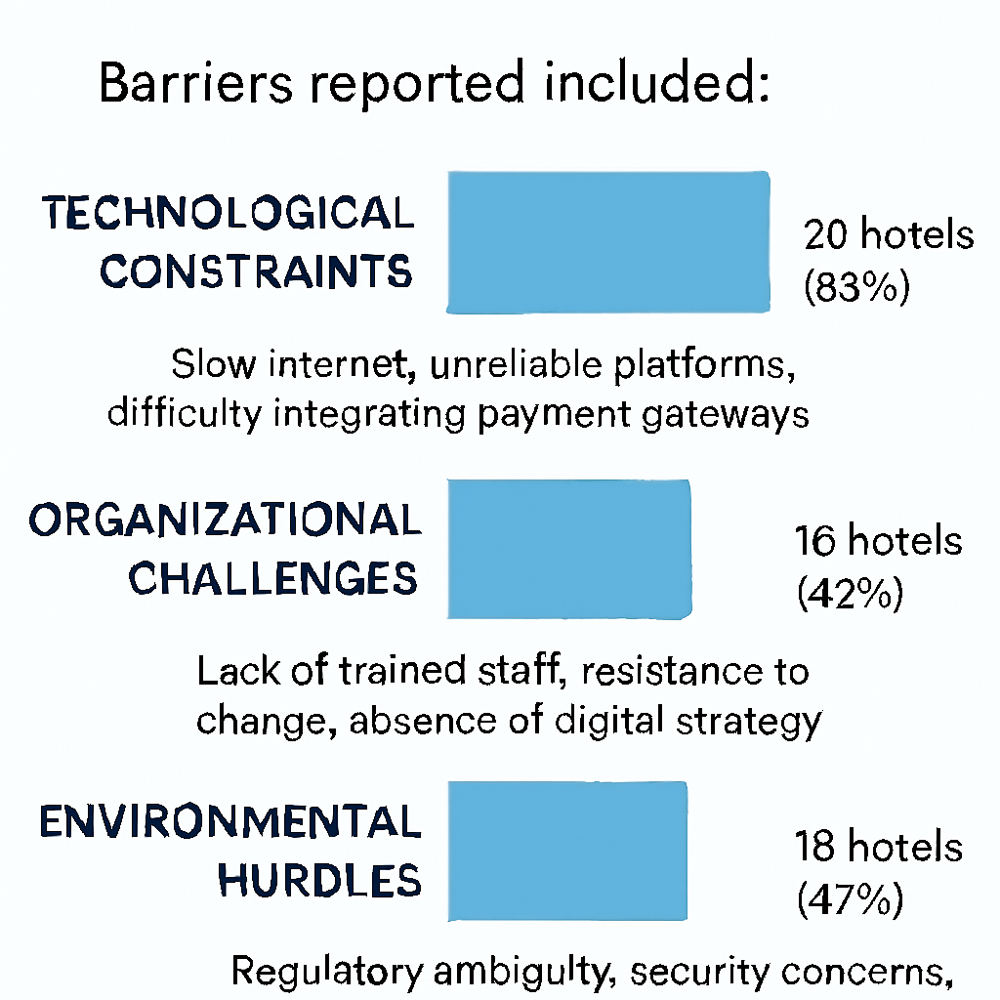 Barriers reported included:
TECHNOLOGICAL
CONSTRAINTS
20 hotels
(83%)
Slow internet, unreliable platforms,
difficulty integrating payment gateways
ORGANIZATIONAL
CHALLENGES
16 hotels
(42%)
Lack of trained staff, resistance to
change, absence of digital strategy
ENVIRONMENTAL
HURDLES
18 hotels
(47%)
Regulatory ambigulty, security concerns,